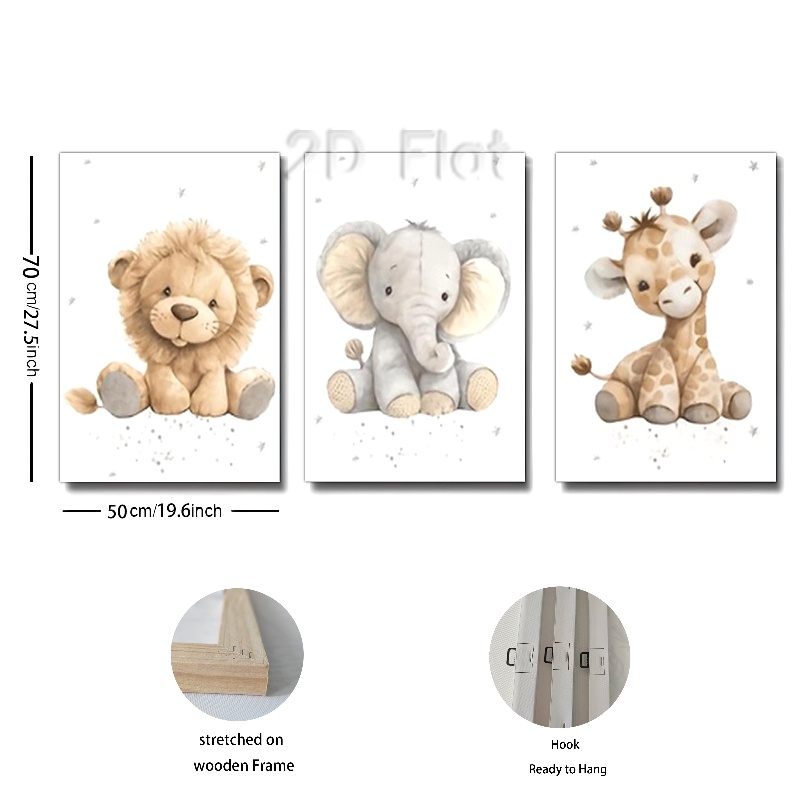 2D Flat
70 cm/27.5inch
50cm/19.6inch
stretched on
wooden Frame
Hook
Ready to Hang